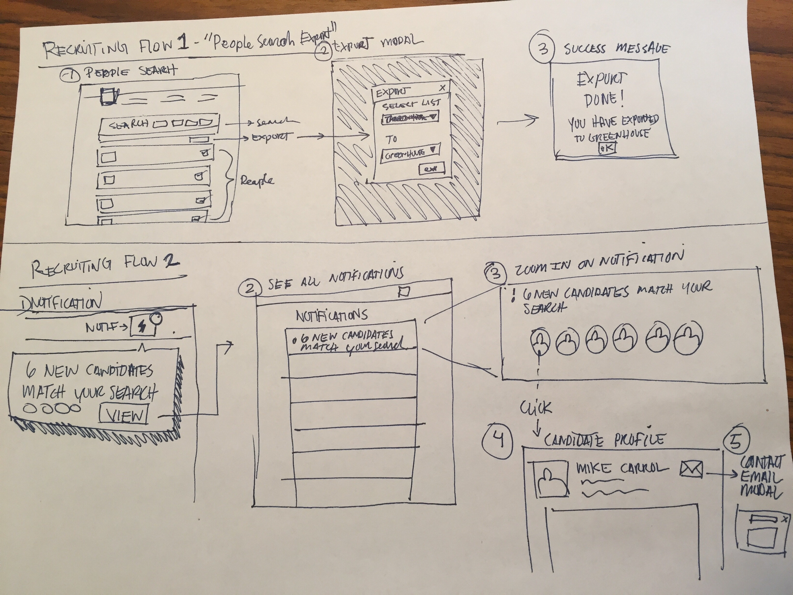 RECRUITING FLOW 1 - "People Search Export"
1 PEOPLE SEARCH
SEARCH
→ Search
→ EXPORT
People
2 EXPORT MODAL
EXPORT X
SELECT LIST
TO
GREENHOUSE ▼
3 SUCCESS MESSAGE
EXPORT
DONE!
YOU HAVE EXPORTED
TO GREENHOUSE
OK
RECRUITING FLOW 2
NOTIFICATION
NOTIF →
6 NEW CANDIDATES
MATCH YOUR SEARCH
VIEW
2 SEE ALL NOTIFICATIONS
NOTIFICATIONS
6 NEW CANDIDATES
MATCH your search
3 ZOOM IN ON NOTIFICATION
! 6 NEW CANDIDATES MATCH YOUR
SEARCH
CLICK
4 CANDIDATE PROFILE
MIKE CARROL
5 CONTACT
EMAIL
MODAL
X